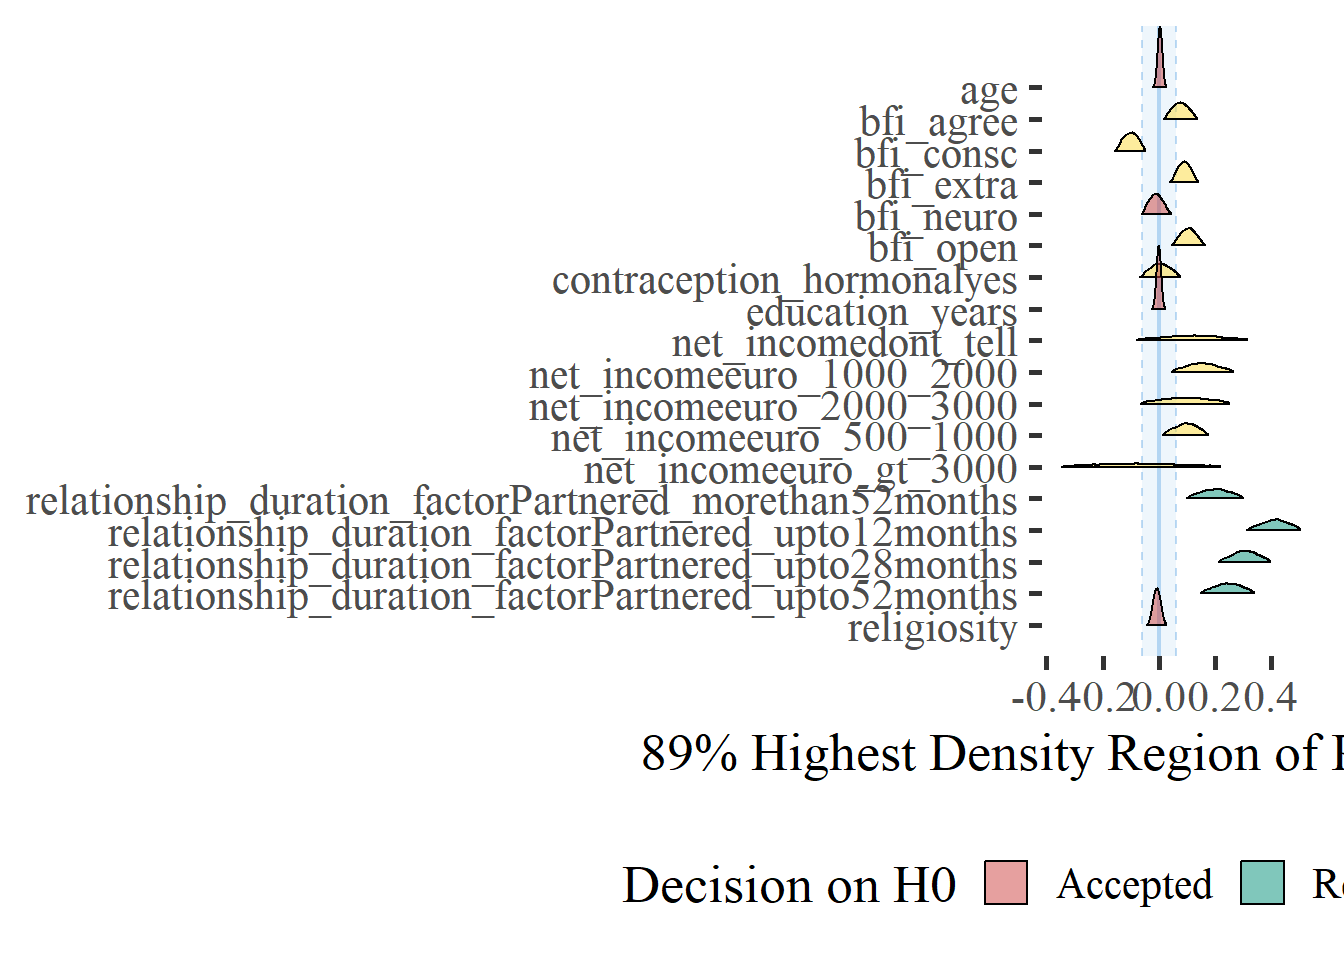 age
bfi_agree
bfi_consc
bfi_extra
bfi_neuro
bfi_open
contraception_hormonalyes
education_years
net_incomedont_tell
net_incomeeuro_1000_2000
net_incomeeuro_2000_3000
net_incomeeuro_500_1000
net_incomeeuro_gt_3000
relationship_duration_factorPartnered_morethan52months
relationship_duration_factorPartnered_upto12months
relationship_duration_factorPartnered_upto28months
relationship_duration_factorPartnered_upto52months
religiosity
-0.4 -0.2 0.0 0.2 0.4
89% Highest Density Region of
Decision on H0 Accepted